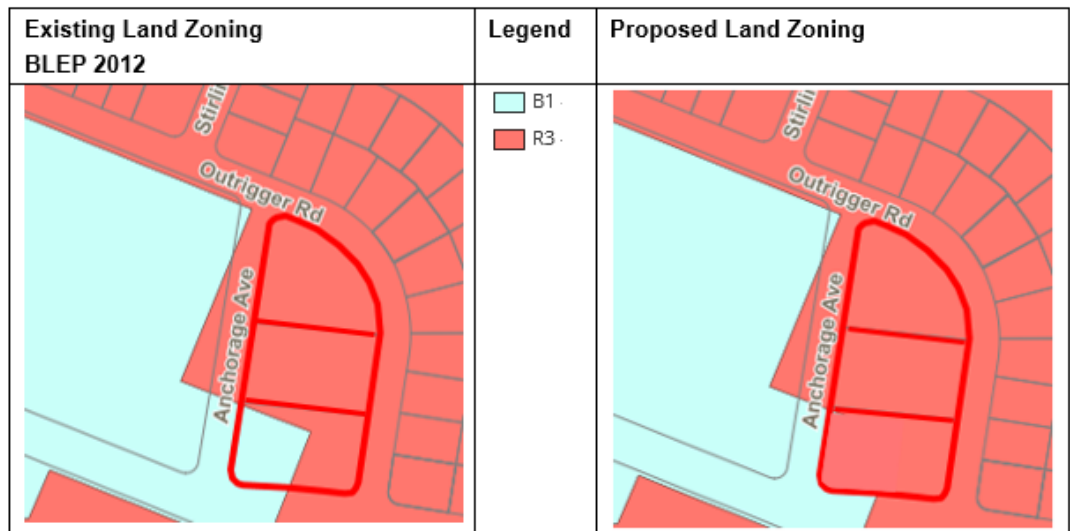 Existing Land Zoning
BLEP 2012
Legend
Proposed Land Zoning
B1
R3
Stirlin
Outrigger Rd
Anchorage Ave
Stirlin
Outrigger Rd
Anchorage Ave